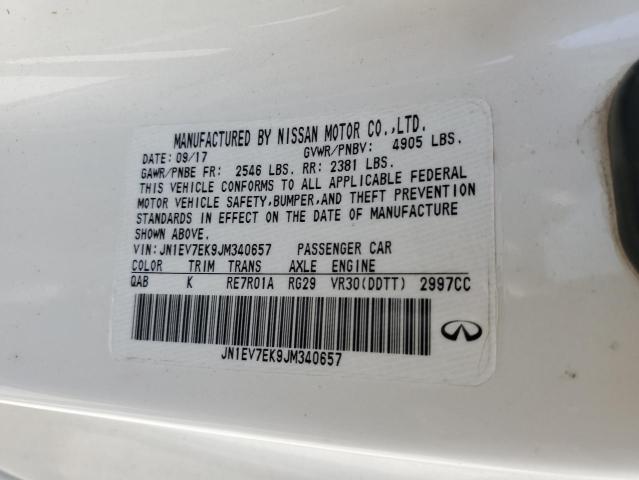 MANUFACTURED BY NISSAN MOTOR CO.,LTD.
DATE: 09/17 GVWR/PNBV: 4905 LBS.
GAWR/PNBE FR: 2546 LBS. RR: 2381 LBS.
THIS VEHICLE CONFORMS TO ALL APPLICABLE FEDERAL
MOTOR VEHICLE SAFETY,BUMPER,AND THEFT PREVENTION
STANDARDS IN EFFECT ON THE DATE OF MANUFACTURE
SHOWN ABOVE.
VIN: JN1EV7EK9JM340657 PASSENGER CAR
COLOR TRIM TRANS AXLE ENGINE
QAB K RE7R01A RG29 VR30(DDTT) 2997CC
JN1EV7EK9JM340657